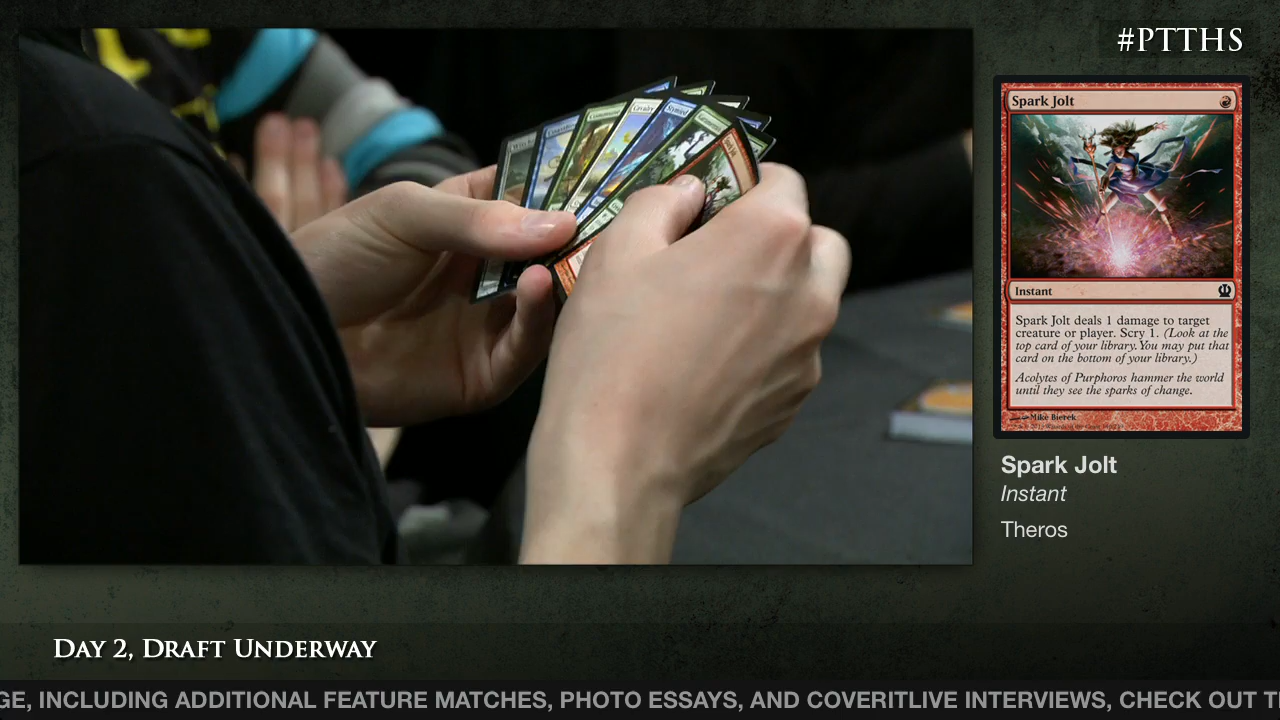 #PTTHS
Spark Jolt
Instant
Spark Jolt deals 1 damage to target
creature or player. Scry 1. (Look at the
top card of your library. You may put that
card on the bottom of your library.)
Acolytes of Purphoros hammer the world
until they see the sparks of change.
Mike Bierek
Spark Jolt
Instant
Theros
Day 2, Draft Underway
GE, INCLUDING ADDITIONAL FEATURE MATCHES, PHOTO ESSAYS, AND COVERITLIVE INTERVIEWS, CHECK OUT T